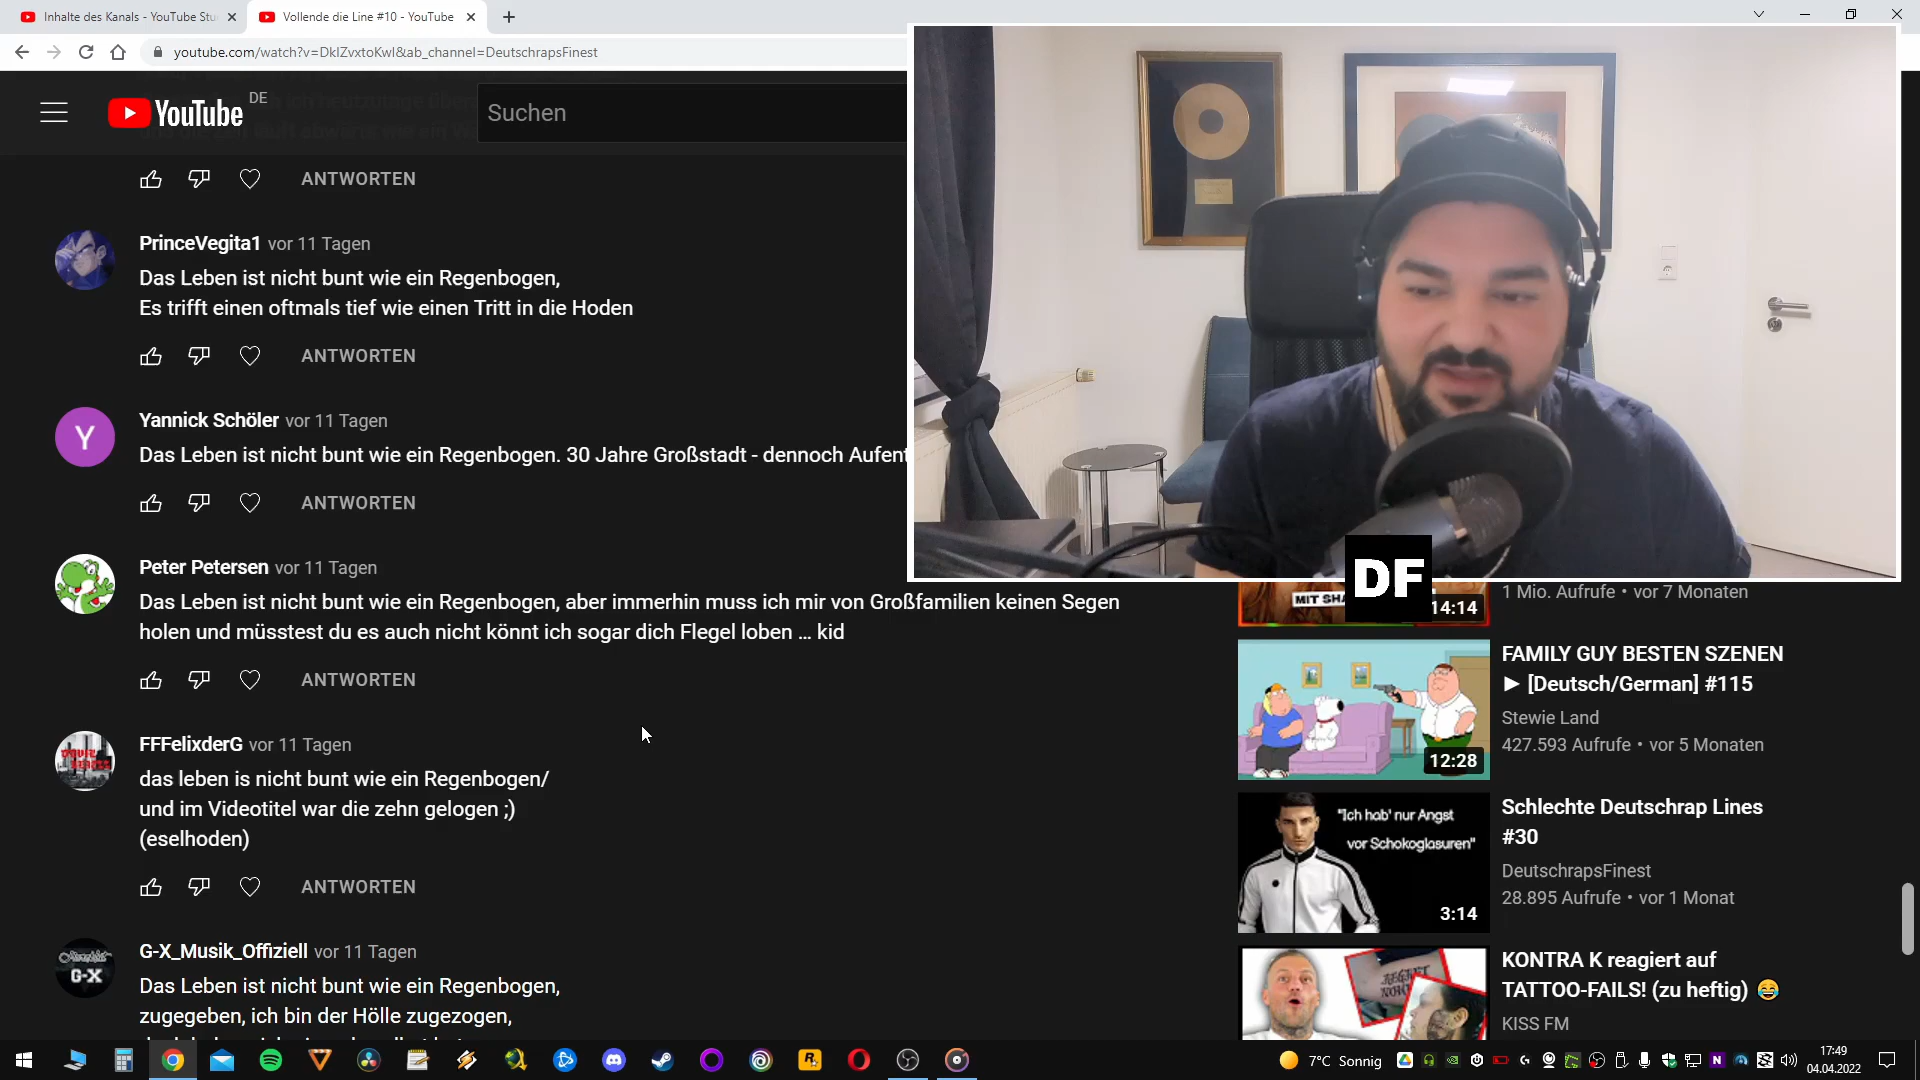 Inhalte des Kanals - YouTube Stu
Vollende die Line #10 - YouTube
youtube.com/watch?v=DkIZvxtoKwI&ab_channel=DeutschrapsFinest
YouTube DE
Suchen
ANTWORTEN
PrinceVegita1 vor 11 Tagen
Das Leben ist nicht bunt wie ein Regenbogen,
Es trifft einen oftmals tief wie einen Tritt in die Hoden
ANTWORTEN
Y
Yannick Schöler vor 11 Tagen
Das Leben ist nicht bunt wie ein Regenbogen. 30 Jahre Großstadt - dennoch Aufent
ANTWORTEN
Peter Petersen vor 11 Tagen
Das Leben ist nicht bunt wie ein Regenbogen, aber immerhin muss ich mir von Großfamilien keinen Segen
holen und müsstest du es auch nicht könnt ich sogar dich Flegel loben ... kid
ANTWORTEN
FFFelixderG vor 11 Tagen
das leben is nicht bunt wie ein Regenbogen/
und im Videotitel war die zehn gelogen ;)
(eselhoden)
ANTWORTEN
G-X
G-X_Musik_Offiziell vor 11 Tagen
Das Leben ist nicht bunt wie ein Regenbogen,
zugegeben, ich bin der Hölle zugezogen,
DF
MIT SHA
14:14
1 Mio. Aufrufe • vor 7 Monaten
12:28
FAMILY GUY BESTEN SZENEN
► [Deutsch/German] #115
Stewie Land
427.593 Aufrufe • vor 5 Monaten
"Ich hab' nur Angst
vor Schokoglasuren"
3:14
Schlechte Deutschrap Lines
#30
DeutschrapsFinest
28.895 Aufrufe • vor 1 Monat
KONTRA K reagiert auf
TATTOO-FAILS! (zu heftig) 😂
KISS FM
7°C Sonnig
17:49
04.04.2022